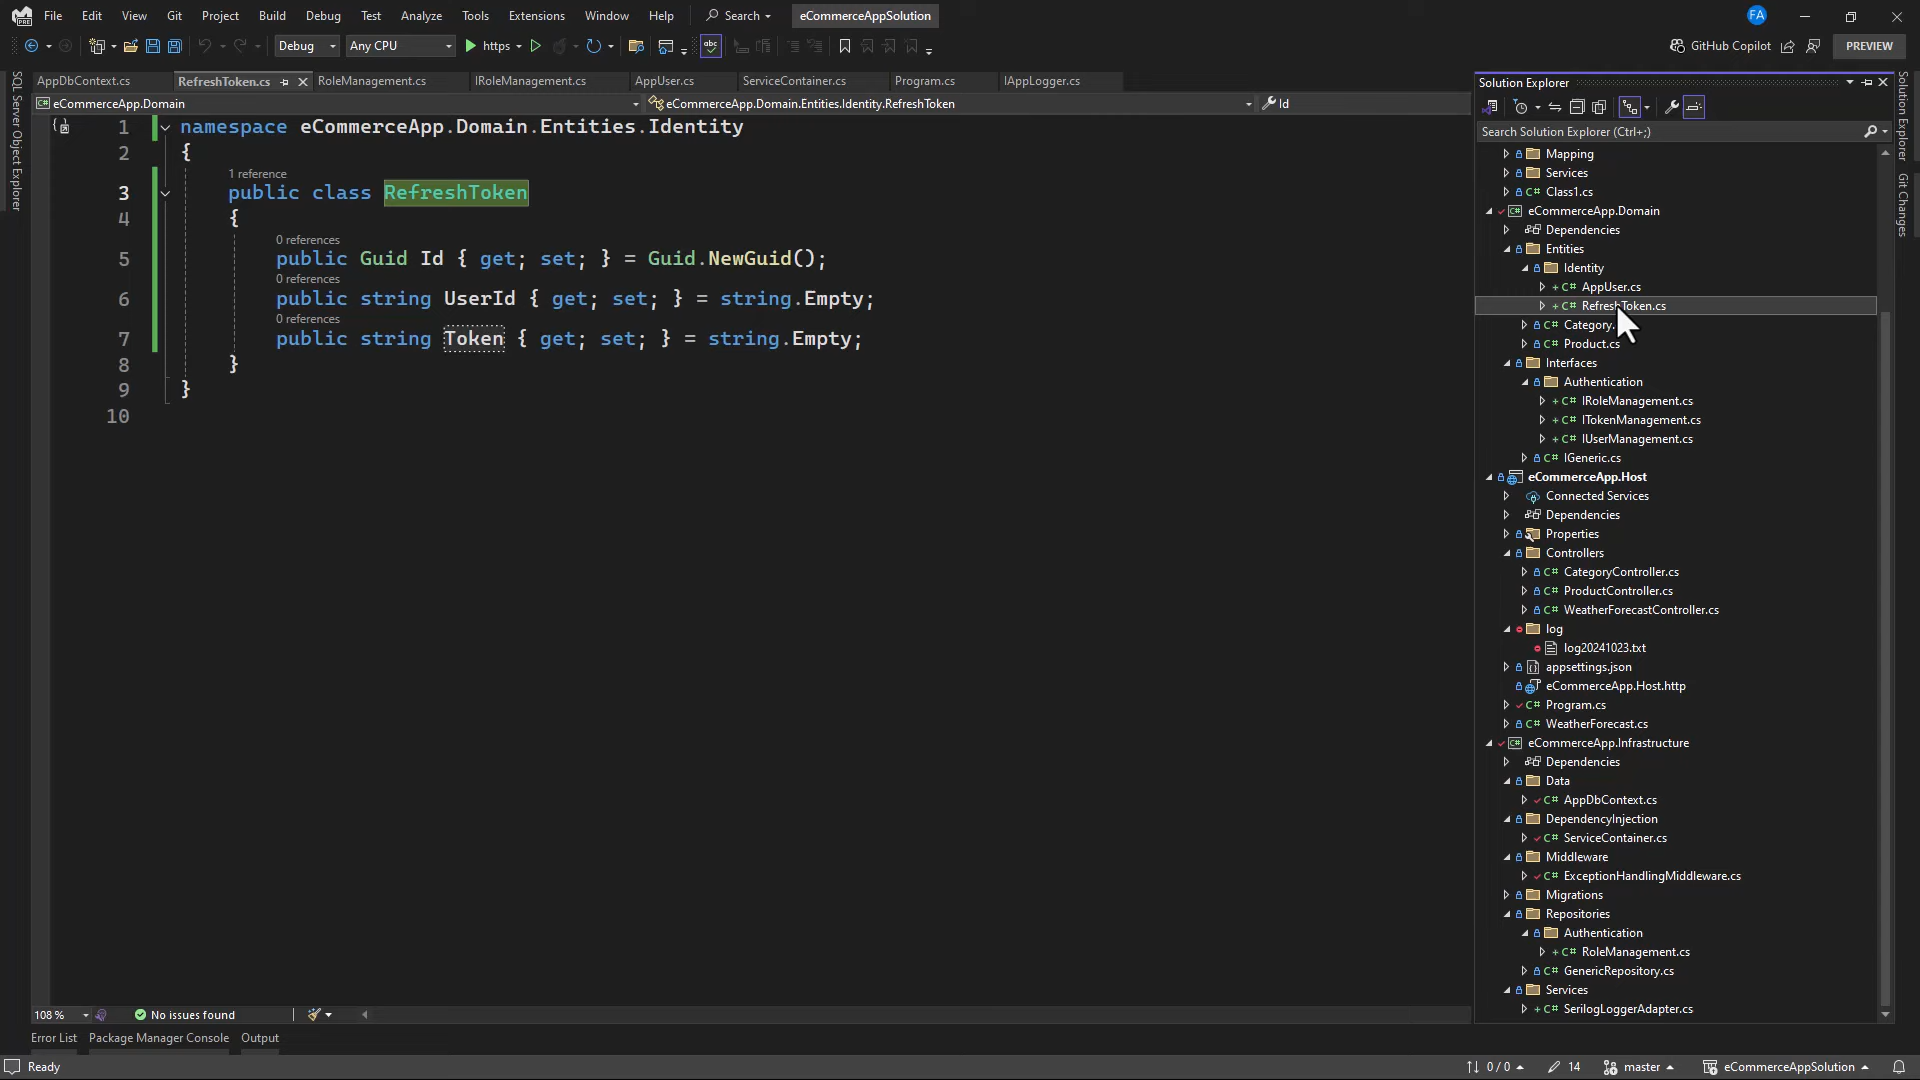 File Edit View Git Project Build Debug Test Analyze Tools Extensions Window Help Search eCommerceAppSolution FA
Debug Any CPU https GitHub Copilot PREVIEW
AppDbContext.cs RefreshToken.cs RoleManagement.cs IRoleManagement.cs AppUser.cs ServiceContainer.cs Program.cs IAppLogger.cs
eCommerceApp.Domain eCommerceApp.Domain.Entities.Identity.RefreshToken Id
SQL Server Object Explorer
1 namespace eCommerceApp.Domain.Entities.Identity
2 {
1 reference
3 public class RefreshToken
4 {
0 references
5 public Guid Id { get; set; } = Guid.NewGuid();
0 references
6 public string UserId { get; set; } = string.Empty;
0 references
7 public string Token { get; set; } = string.Empty;
8 }
9 }
10
108 % No issues found
Error List Package Manager Console Output
Ready 0 / 0 14 master eCommerceAppSolution
Solution Explorer
Search Solution Explorer (Ctrl+;)
Mapping
Services
C# Class1.cs
C# eCommerceApp.Domain
Dependencies
Entities
Identity
C# AppUser.cs
C# RefreshToken.cs
C# Category.
C# Product.cs
Interfaces
Authentication
C# IRoleManagement.cs
C# ITokenManagement.cs
C# IUserManagement.cs
C# IGeneric.cs
eCommerceApp.Host
Connected Services
Dependencies
Properties
Controllers
C# CategoryController.cs
C# ProductController.cs
C# WeatherForecastController.cs
log
log20241023.txt
appsettings.json
eCommerceApp.Host.http
C# Program.cs
C# WeatherForecast.cs
C# eCommerceApp.Infrastructure
Dependencies
Data
C# AppDbContext.cs
DependencyInjection
C# ServiceContainer.cs
Middleware
C# ExceptionHandlingMiddleware.cs
Migrations
Repositories
Authentication
C# RoleManagement.cs
C# GenericRepository.cs
Services
C# SerilogLoggerAdapter.cs
Solution Explorer
Git Changes